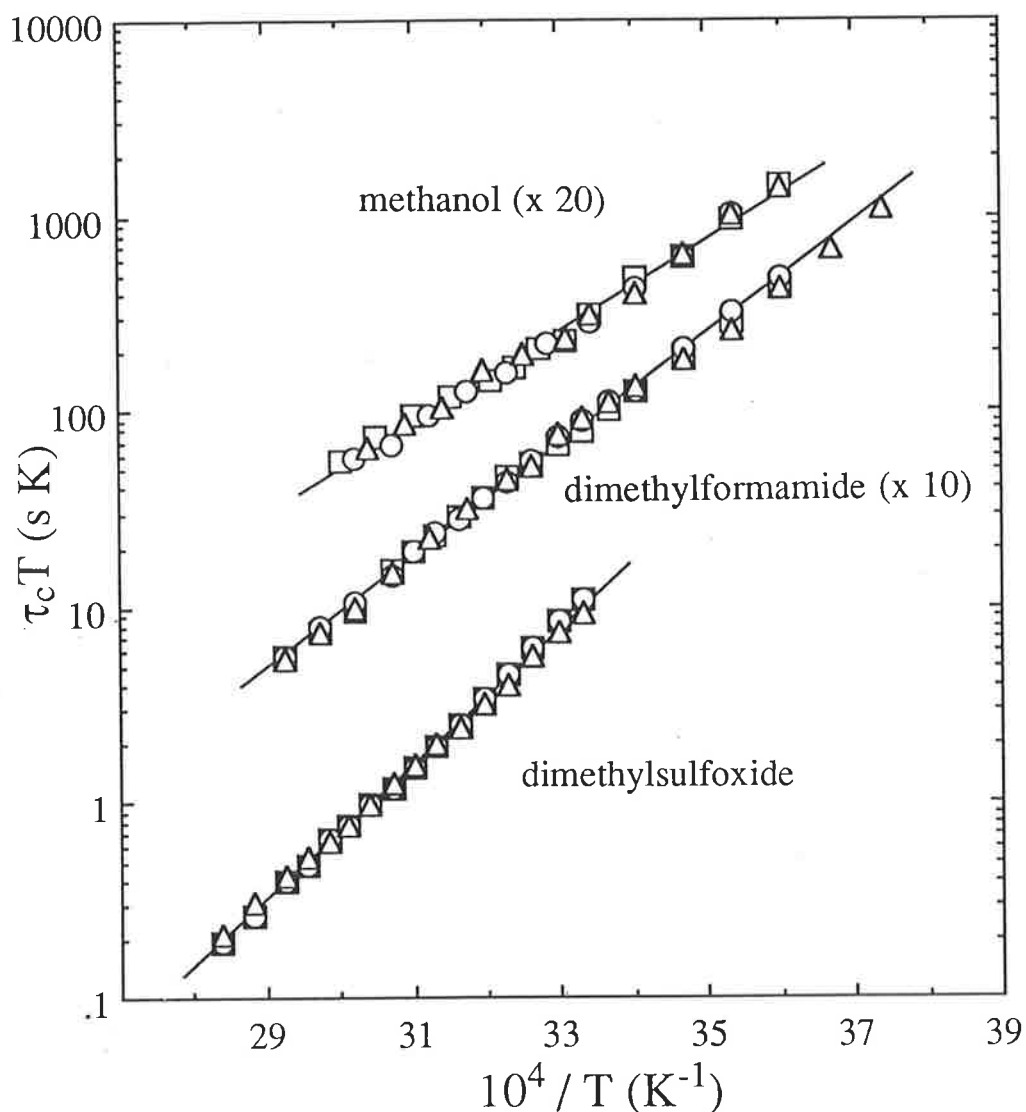 10000
1000
100
10
1
.1
τcT (s K)
methanol (x 20)
dimethylformamide (x 10)
dimethylsulfoxide
29 31 33 35 37 39
10⁴ / T (K⁻¹)